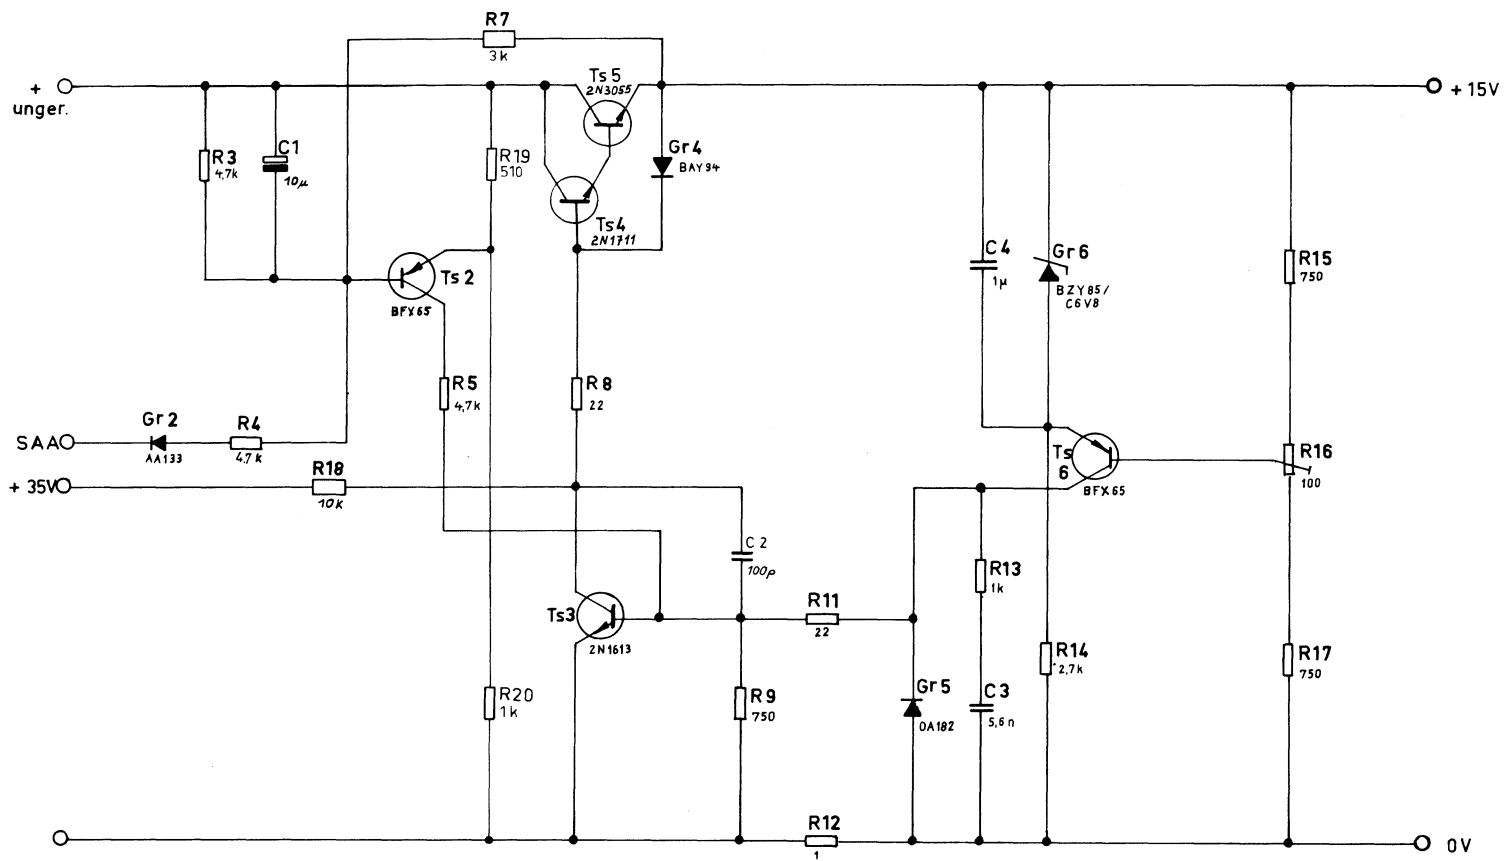 R7
3k
+
unger.
Ts5
2N3055
+15V
R3
4,7k
C1
10μ
R19
510
Gr4
BAY94
Ts4
2N1711
C4
1μ
Gr6
BZY85/
C6V8
R15
750
Ts2
BFX65
R5
4,7k
R8
22
Gr2
AA133
R4
4.7k
SAA
Ts
6
BFX65
R16
100
+ 35V
R18
10k
C2
100p
R13
1k
Ts3
2N1613
R11
22
R14
2,7k
R17
750
R20
1k
R9
750
Gr5
OA182
C3
5,6n
R12
1
0V